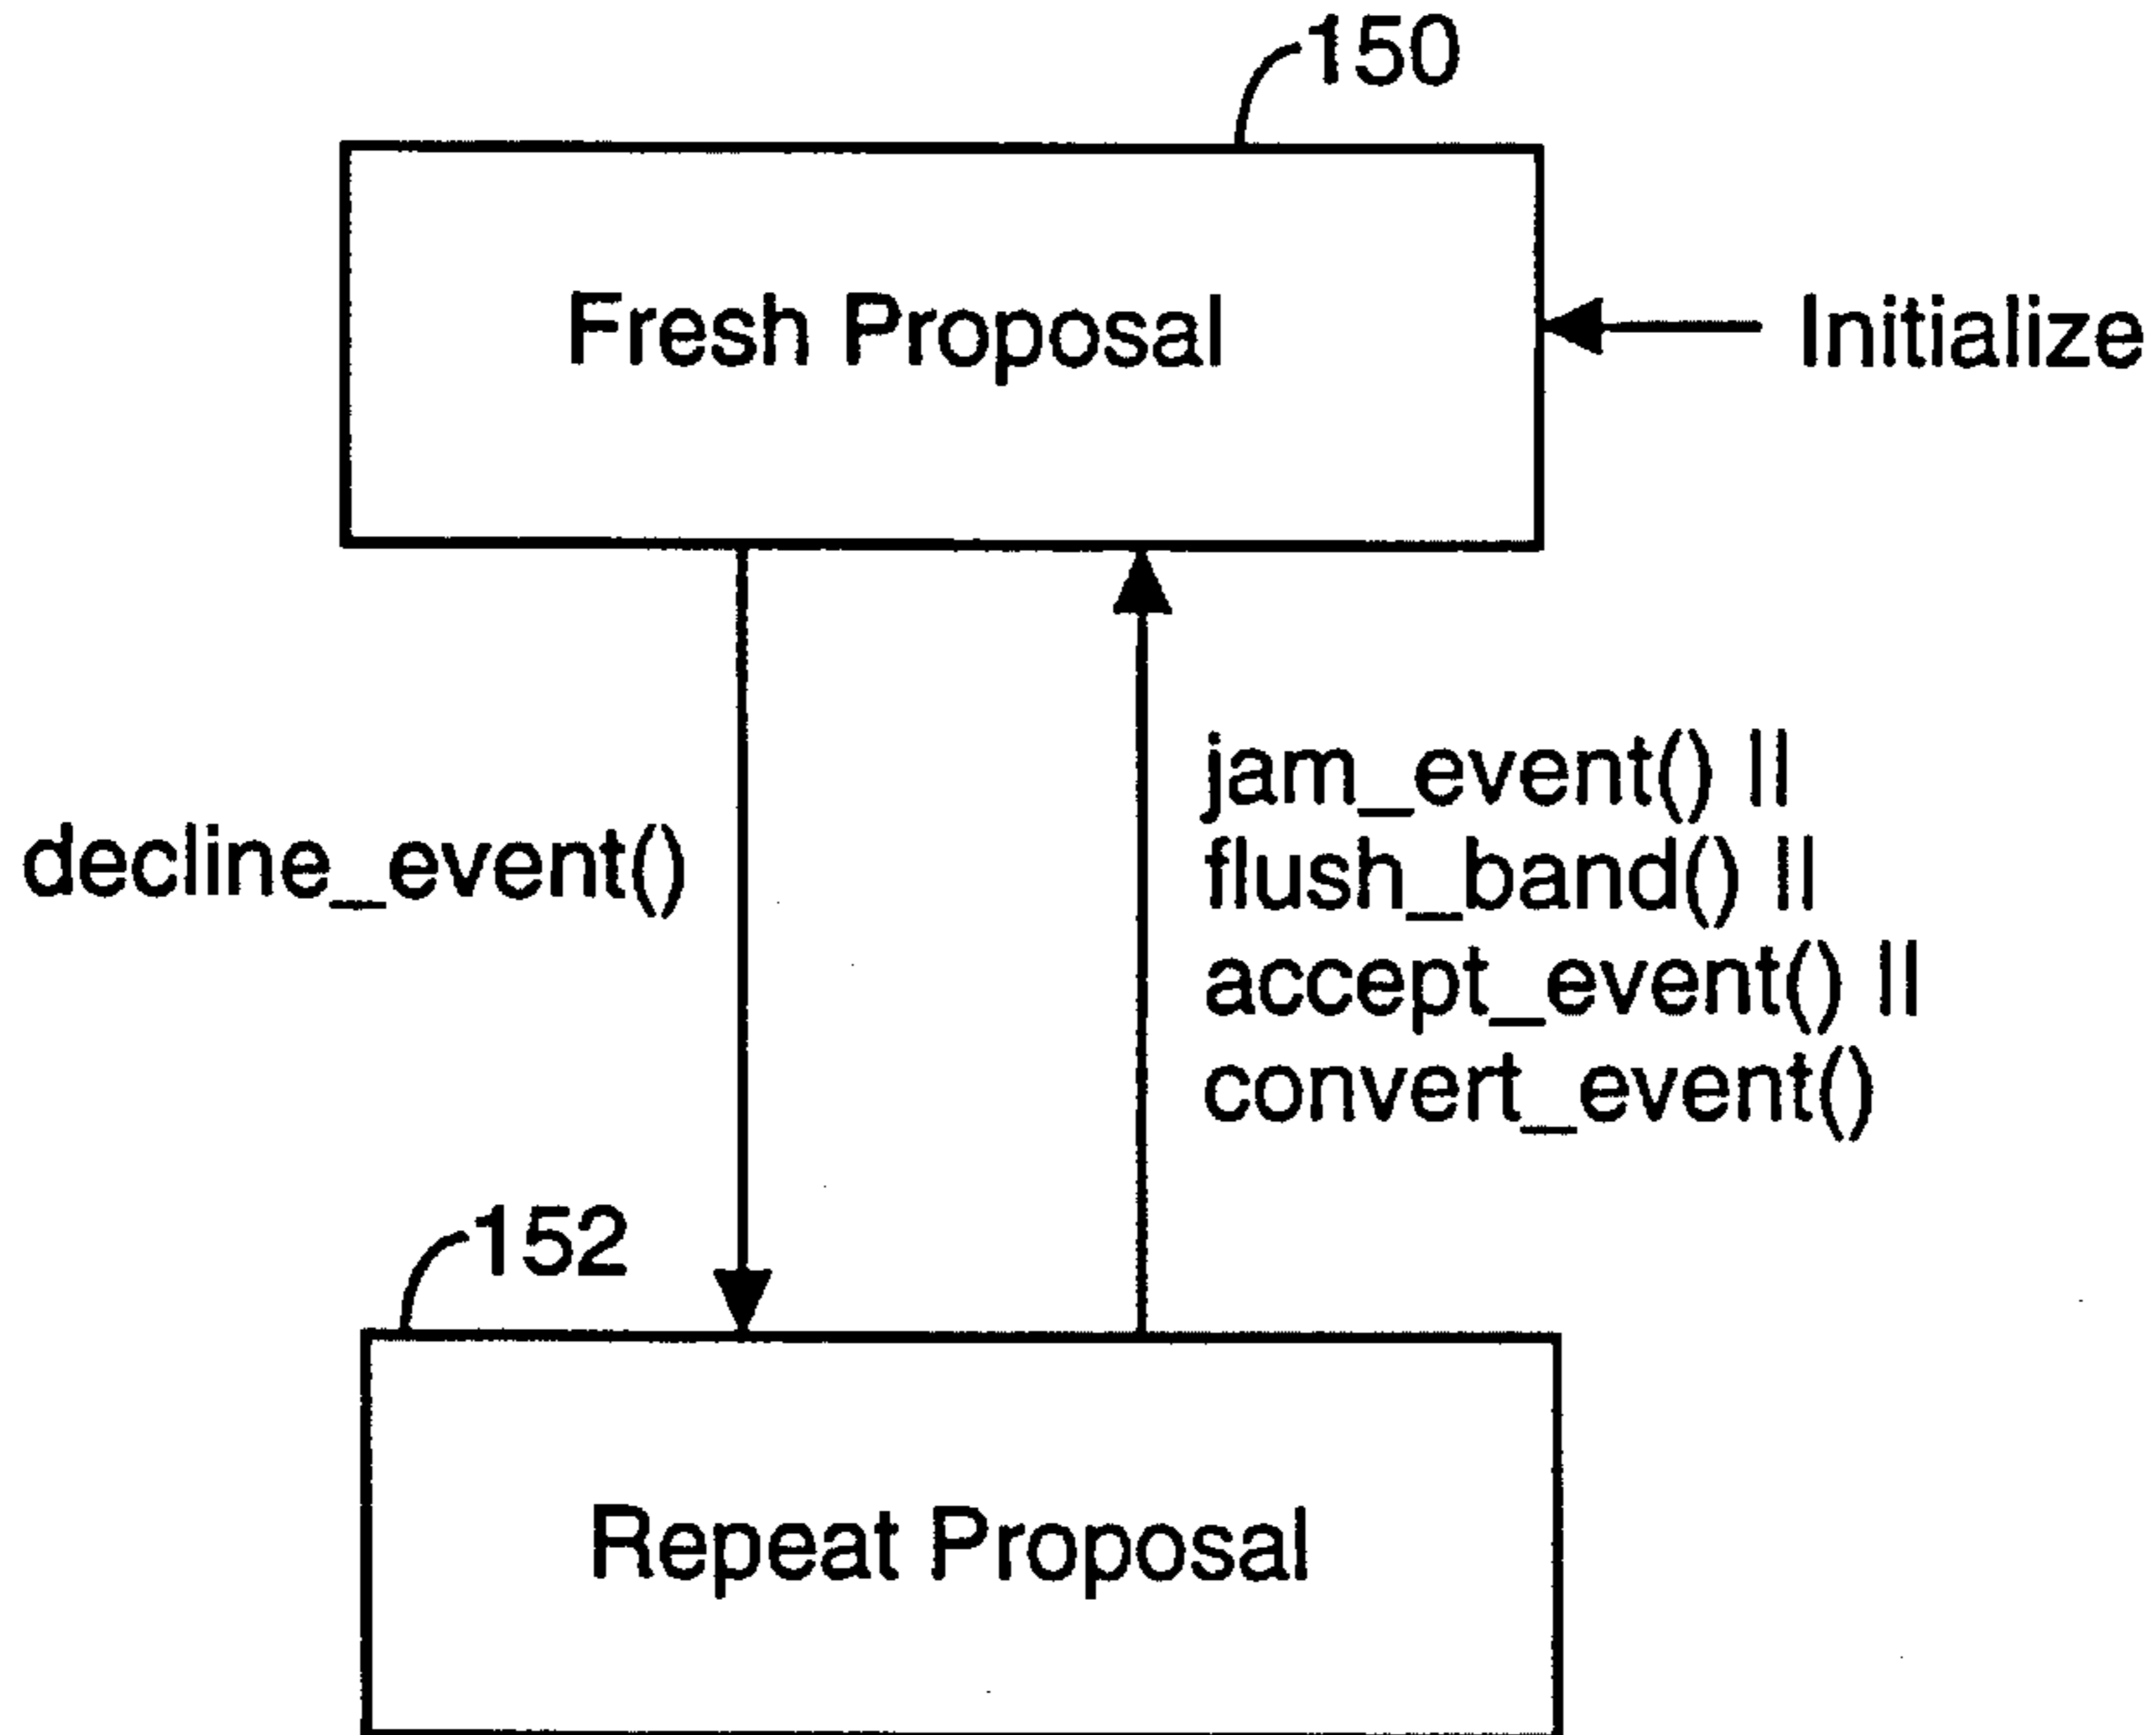 150
Fresh Proposal
Initialize
jam_event() ||
flush_band() ||
decline_event()
accept_event() ||
convert_event()
152
Repeat Proposal